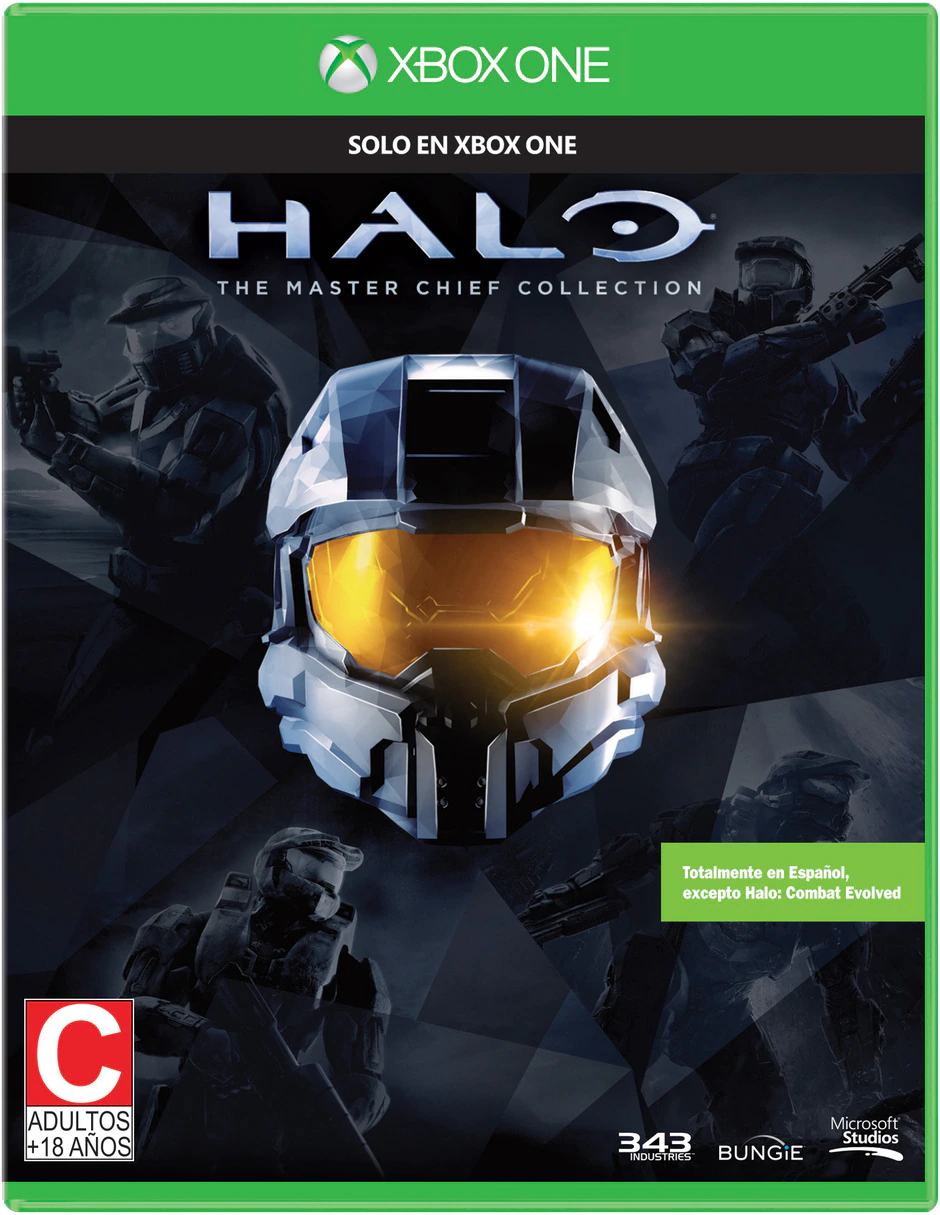 XBOX ONE
SOLO EN XBOX ONE
HALO
THE MASTER CHIEF COLLECTION
Totalmente en Español,
excepto Halo: Combat Evolved
C
ADULTOS
+18 AÑOS
343
INDUSTRIES
BUNGiE
Microsoft
Studios